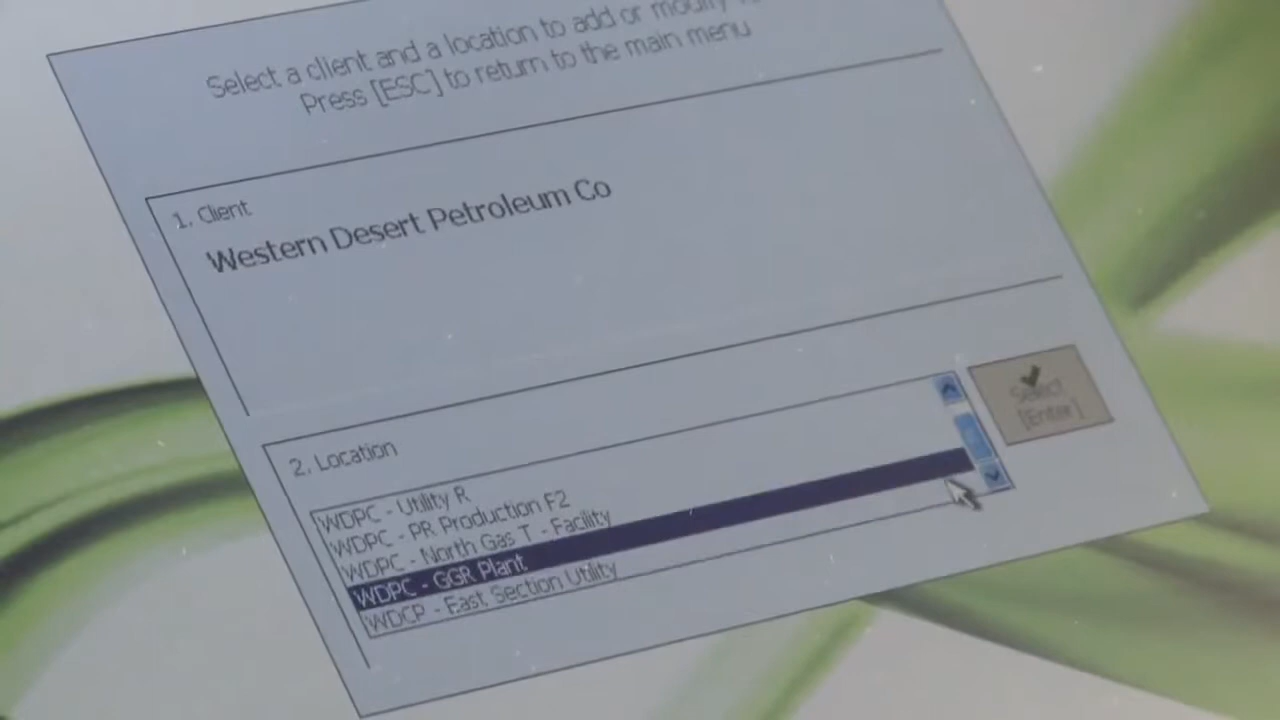 Select a client and a location to add or modify
Press [ESC] to return to the main menu
1. Client
Western Desert Petroleum Co
2. Location
WDPC - Utility R
WDPC - PR Production F2
WDPC - North Gas T - Facility
WDPC - GGR Plant
WDCP - East Section Utility
Select
[Enter]